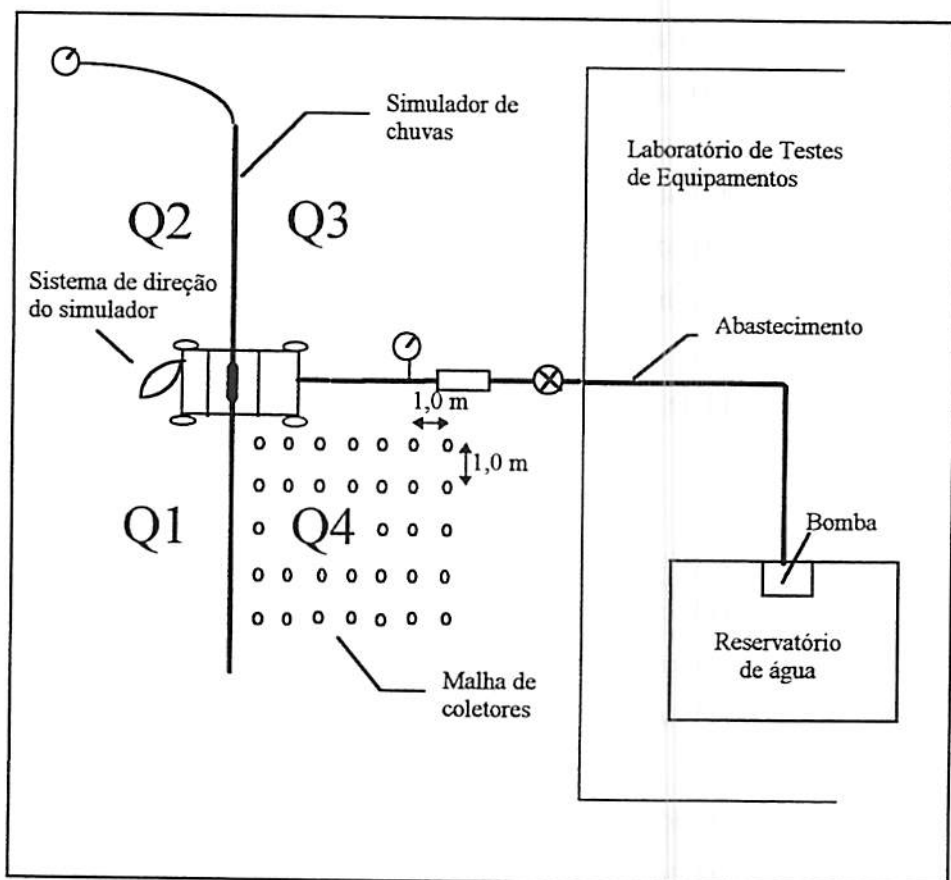 Simulador de
chuvas
Laboratório de Testes
de Equipamentos
Q2
Q3
Sistema de direção
do simulador
Abastecimento
1,0 m
1,0 m
Q1
Q4
Bomba
Reservatório
de água
Malha de
coletores